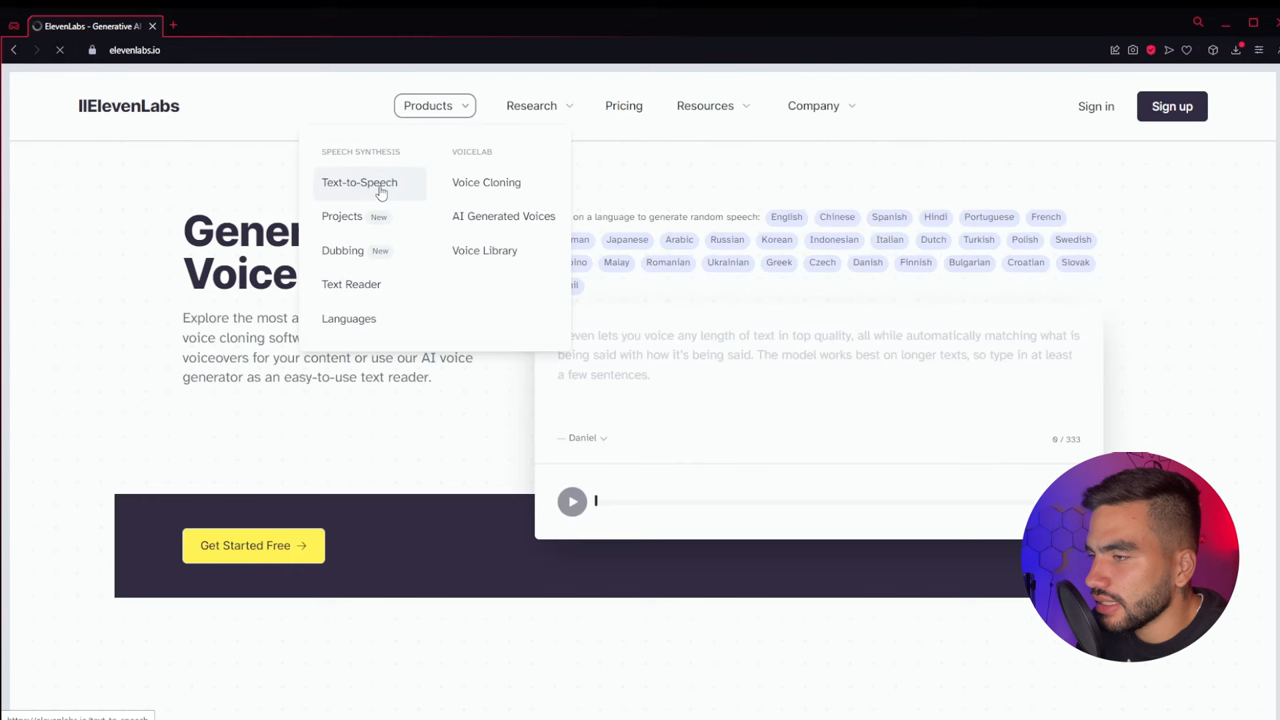 ElevenLabs - Generative AI
elevenlabs.io
IIElevenLabs
Products
Research
Pricing
Resources
Company
Sign in
Sign up
SPEECH SYNTHESIS
VOICELAB
Text-to-Speech
Voice Cloning
Projects New
AI Generated Voices
Dubbing New
Voice Library
Text Reader
Languages
Gener
Voice
Explore the most a
voice cloning softw
voiceovers for your content or use our AI voice
generator as an easy-to-use text reader.
on a language to generate random speech: English Chinese Spanish Hindi Portuguese French
Japanese Arabic Russian Korean Indonesian Italian Dutch Turkish Polish Swedish
Malay Romanian Ukrainian Greek Czech Danish Finnish Bulgarian Croatian Slovak
even lets you voice any length of text in top quality, all while automatically matching what is
being said with how it's being said. The model works best on longer texts, so type in at least
a few sentences.
— Daniel
0 / 333
Get Started Free →
https://elevenlabs.io/text-to-speech